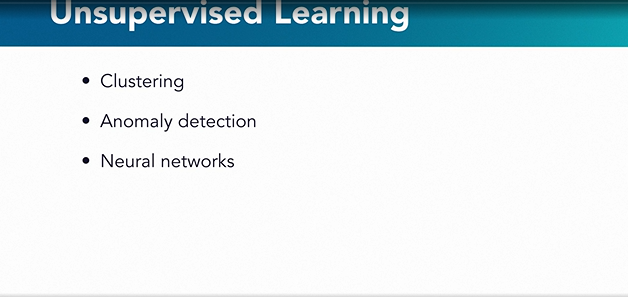 Unsupervised Learning
• Clustering
• Anomaly detection
• Neural networks